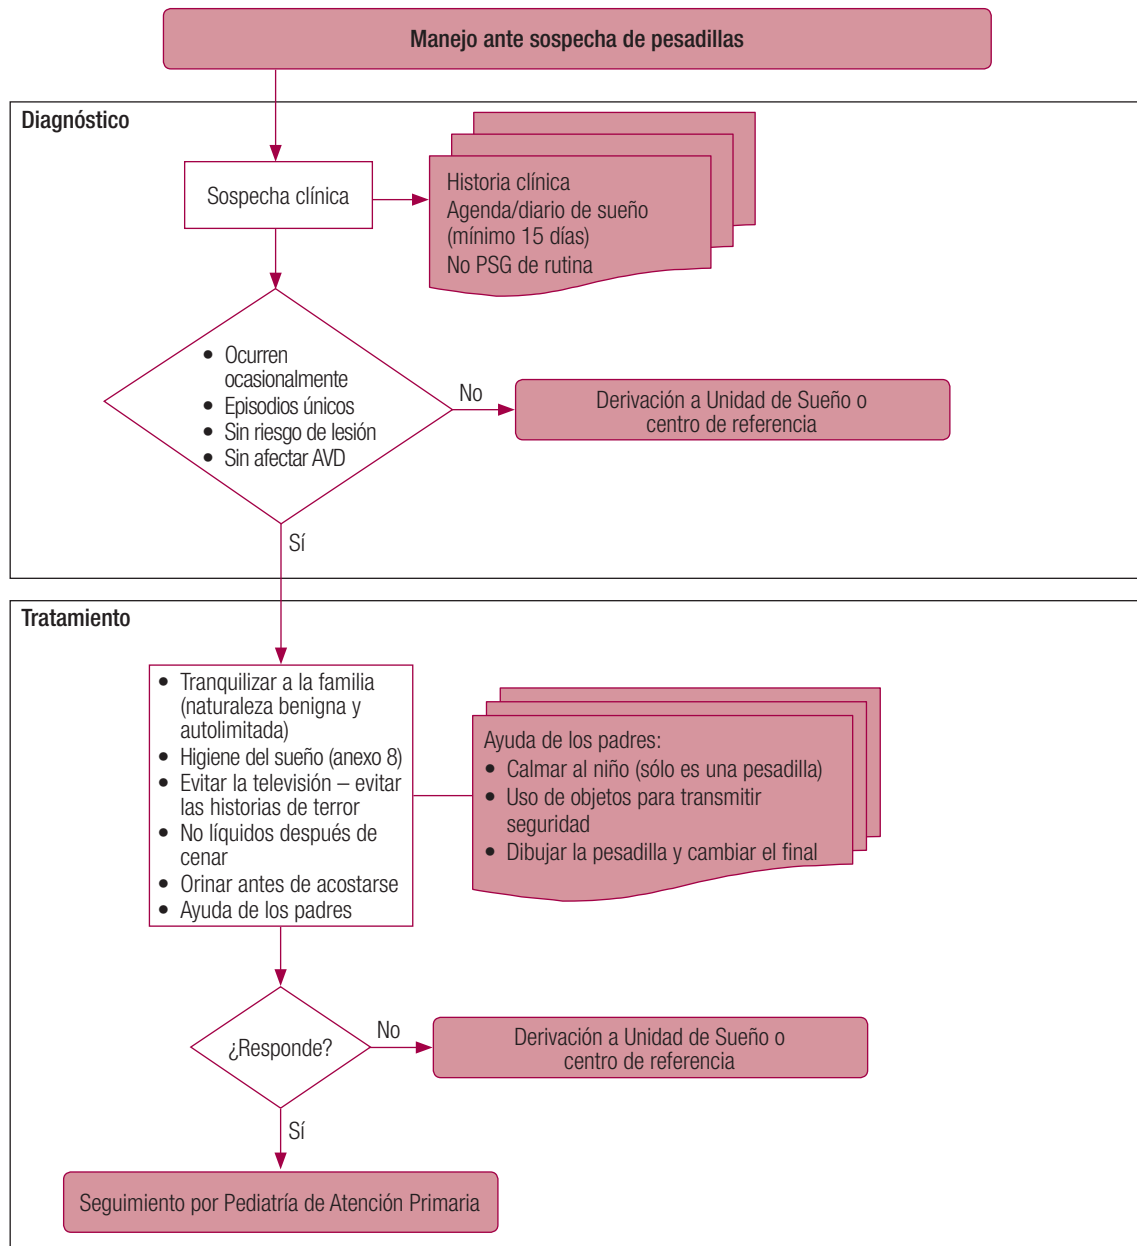 Manejo ante sospecha de pesadillas
Diagnóstico
Sospecha clínica
Historia clínica
Agenda/diario de sueño
(mínimo 15 días)
No PSG de rutina
• Ocurren
ocasionalmente
• Episodios únicos
• Sin riesgo de lesión
• Sin afectar AVD
No
Derivación a Unidad de Sueño o
centro de referencia
Sí
Tratamiento
• Tranquilizar a la familia
(naturaleza benigna y
autolimitada)
• Higiene del sueño (anexo 8)
• Evitar la televisión – evitar
las historias de terror
• No líquidos después de
cenar
• Orinar antes de acostarse
• Ayuda de los padres
Ayuda de los padres:
• Calmar al niño (sólo es una pesadilla)
• Uso de objetos para transmitir
seguridad
• Dibujar la pesadilla y cambiar el final
¿Responde?
No
Derivación a Unidad de Sueño o
centro de referencia
Sí
Seguimiento por Pediatría de Atención Primaria